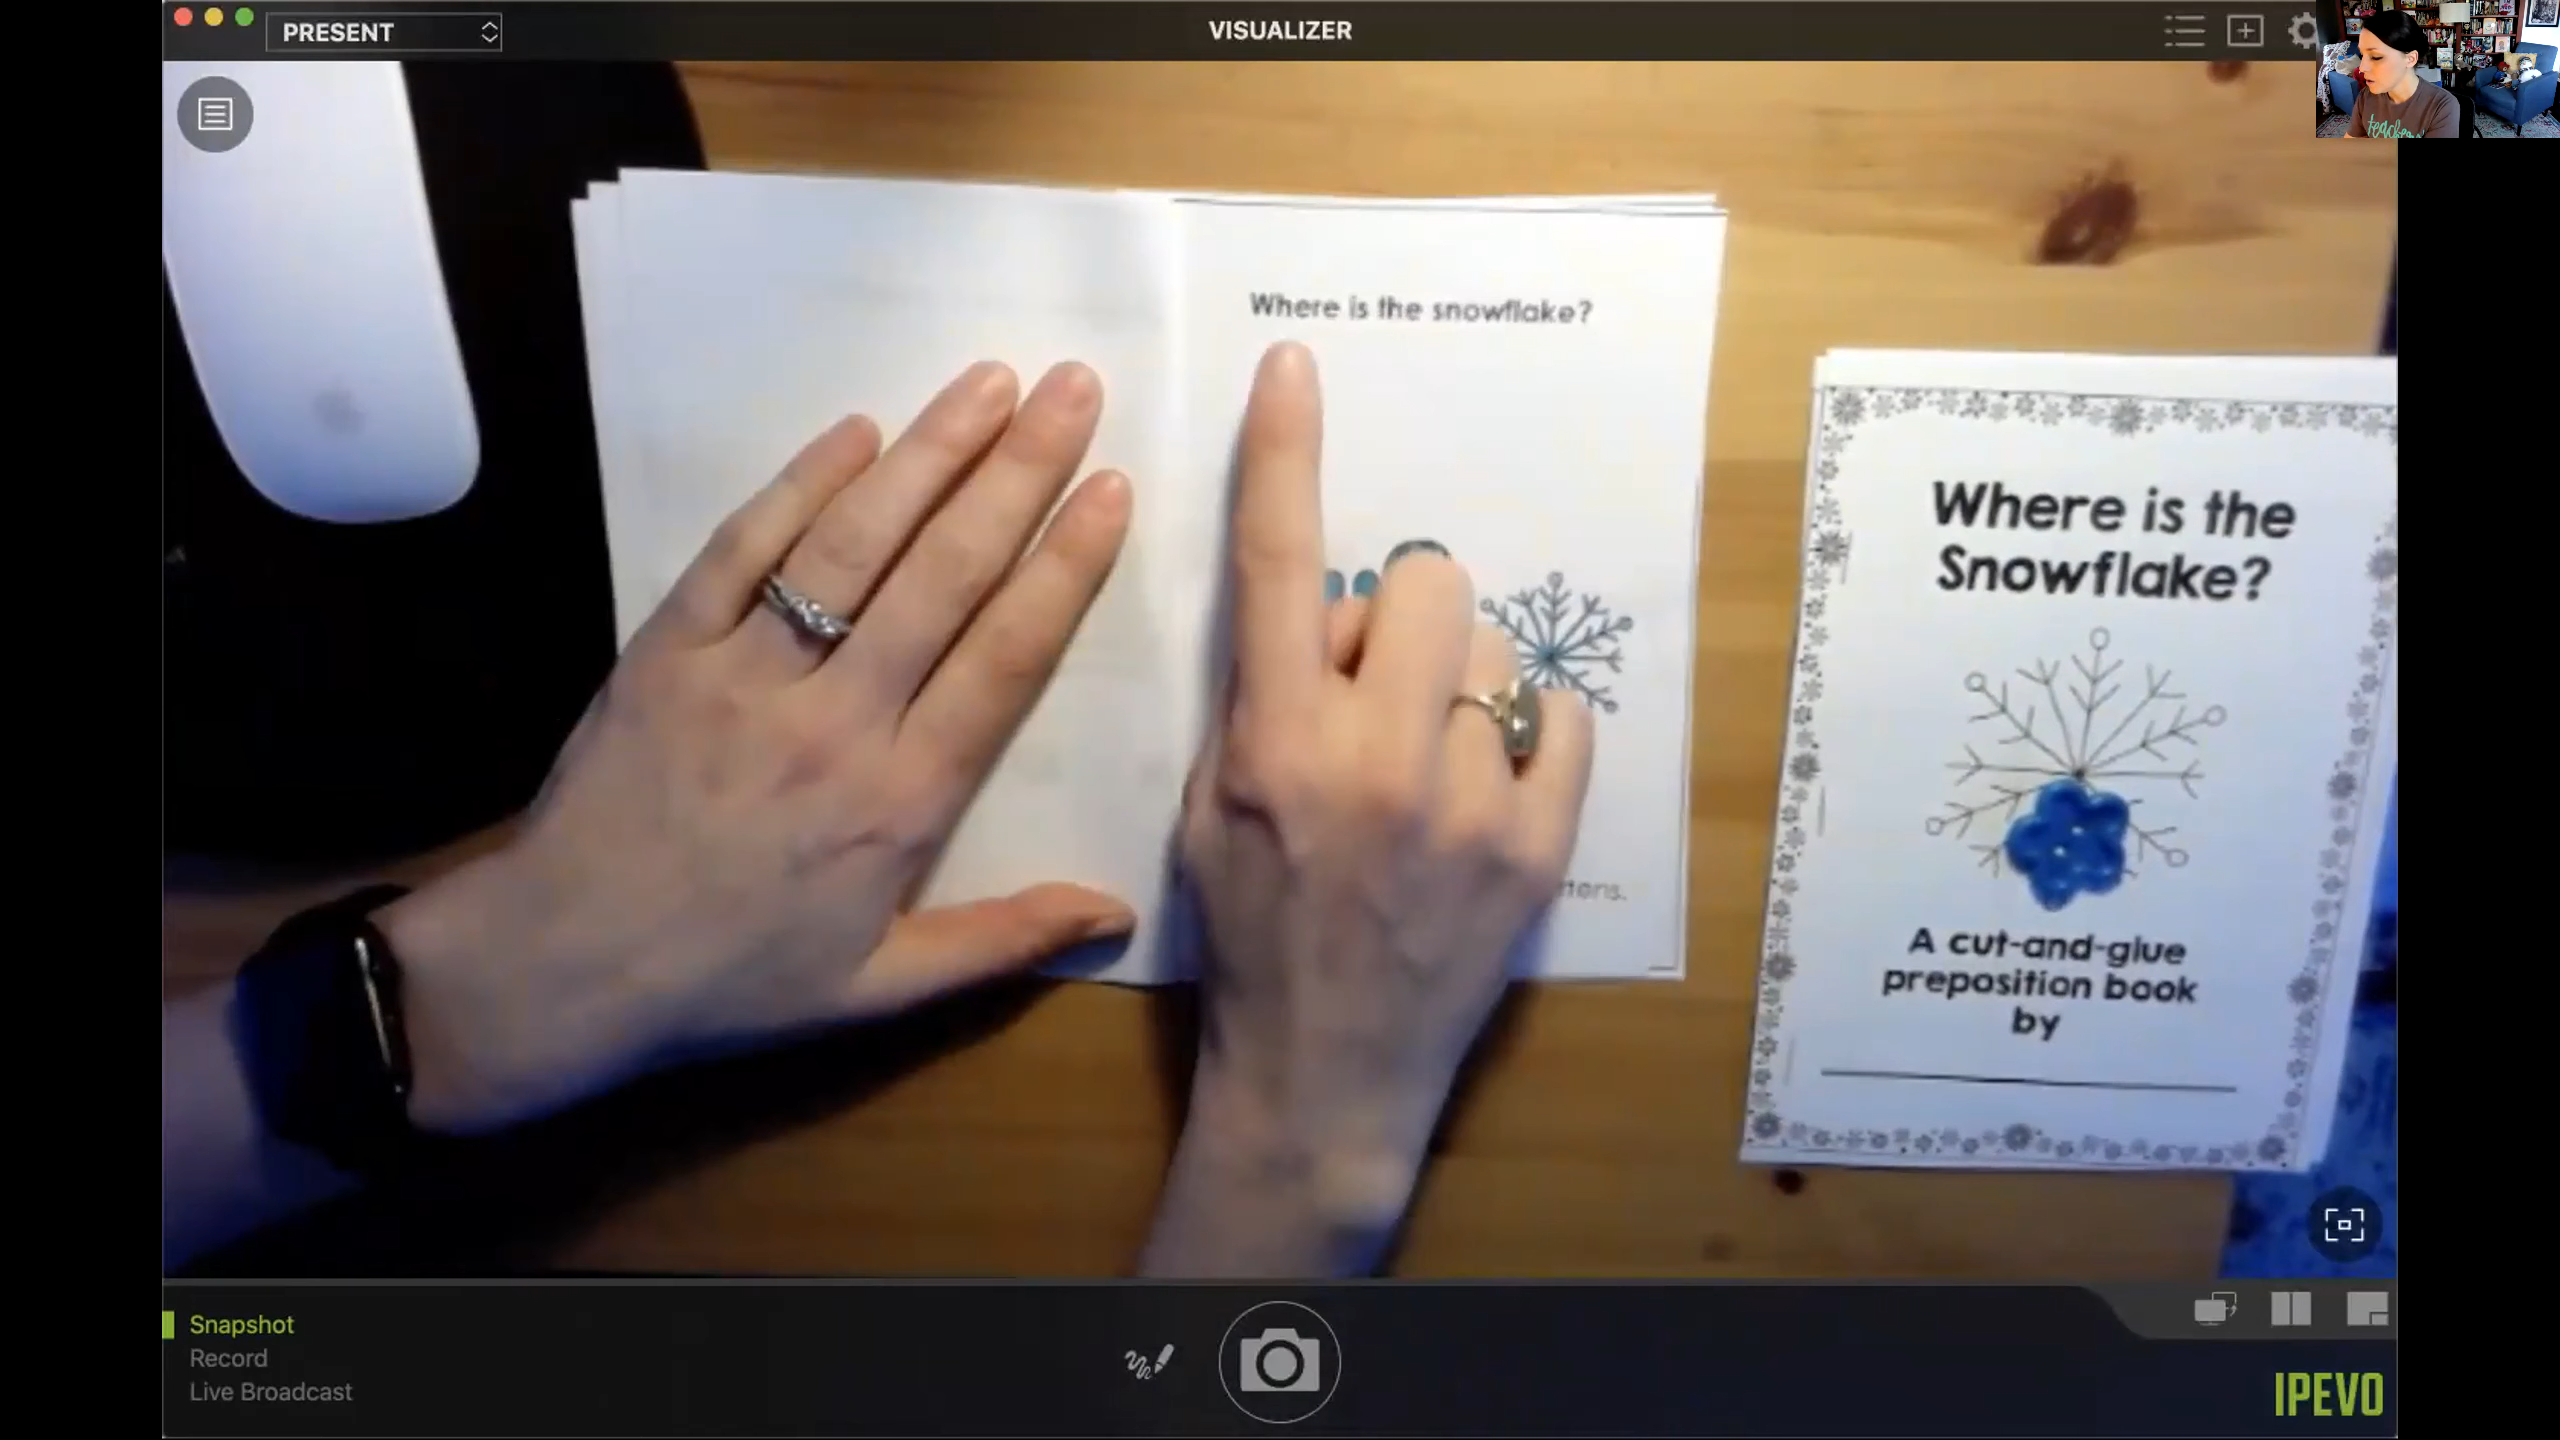 PRESENT
VISUALIZER
Where is the snowflake?
Where is the
Snowflake?
A cut-and-glue
preposition book
by
Snapshot
Record
Live Broadcast
IPEVO